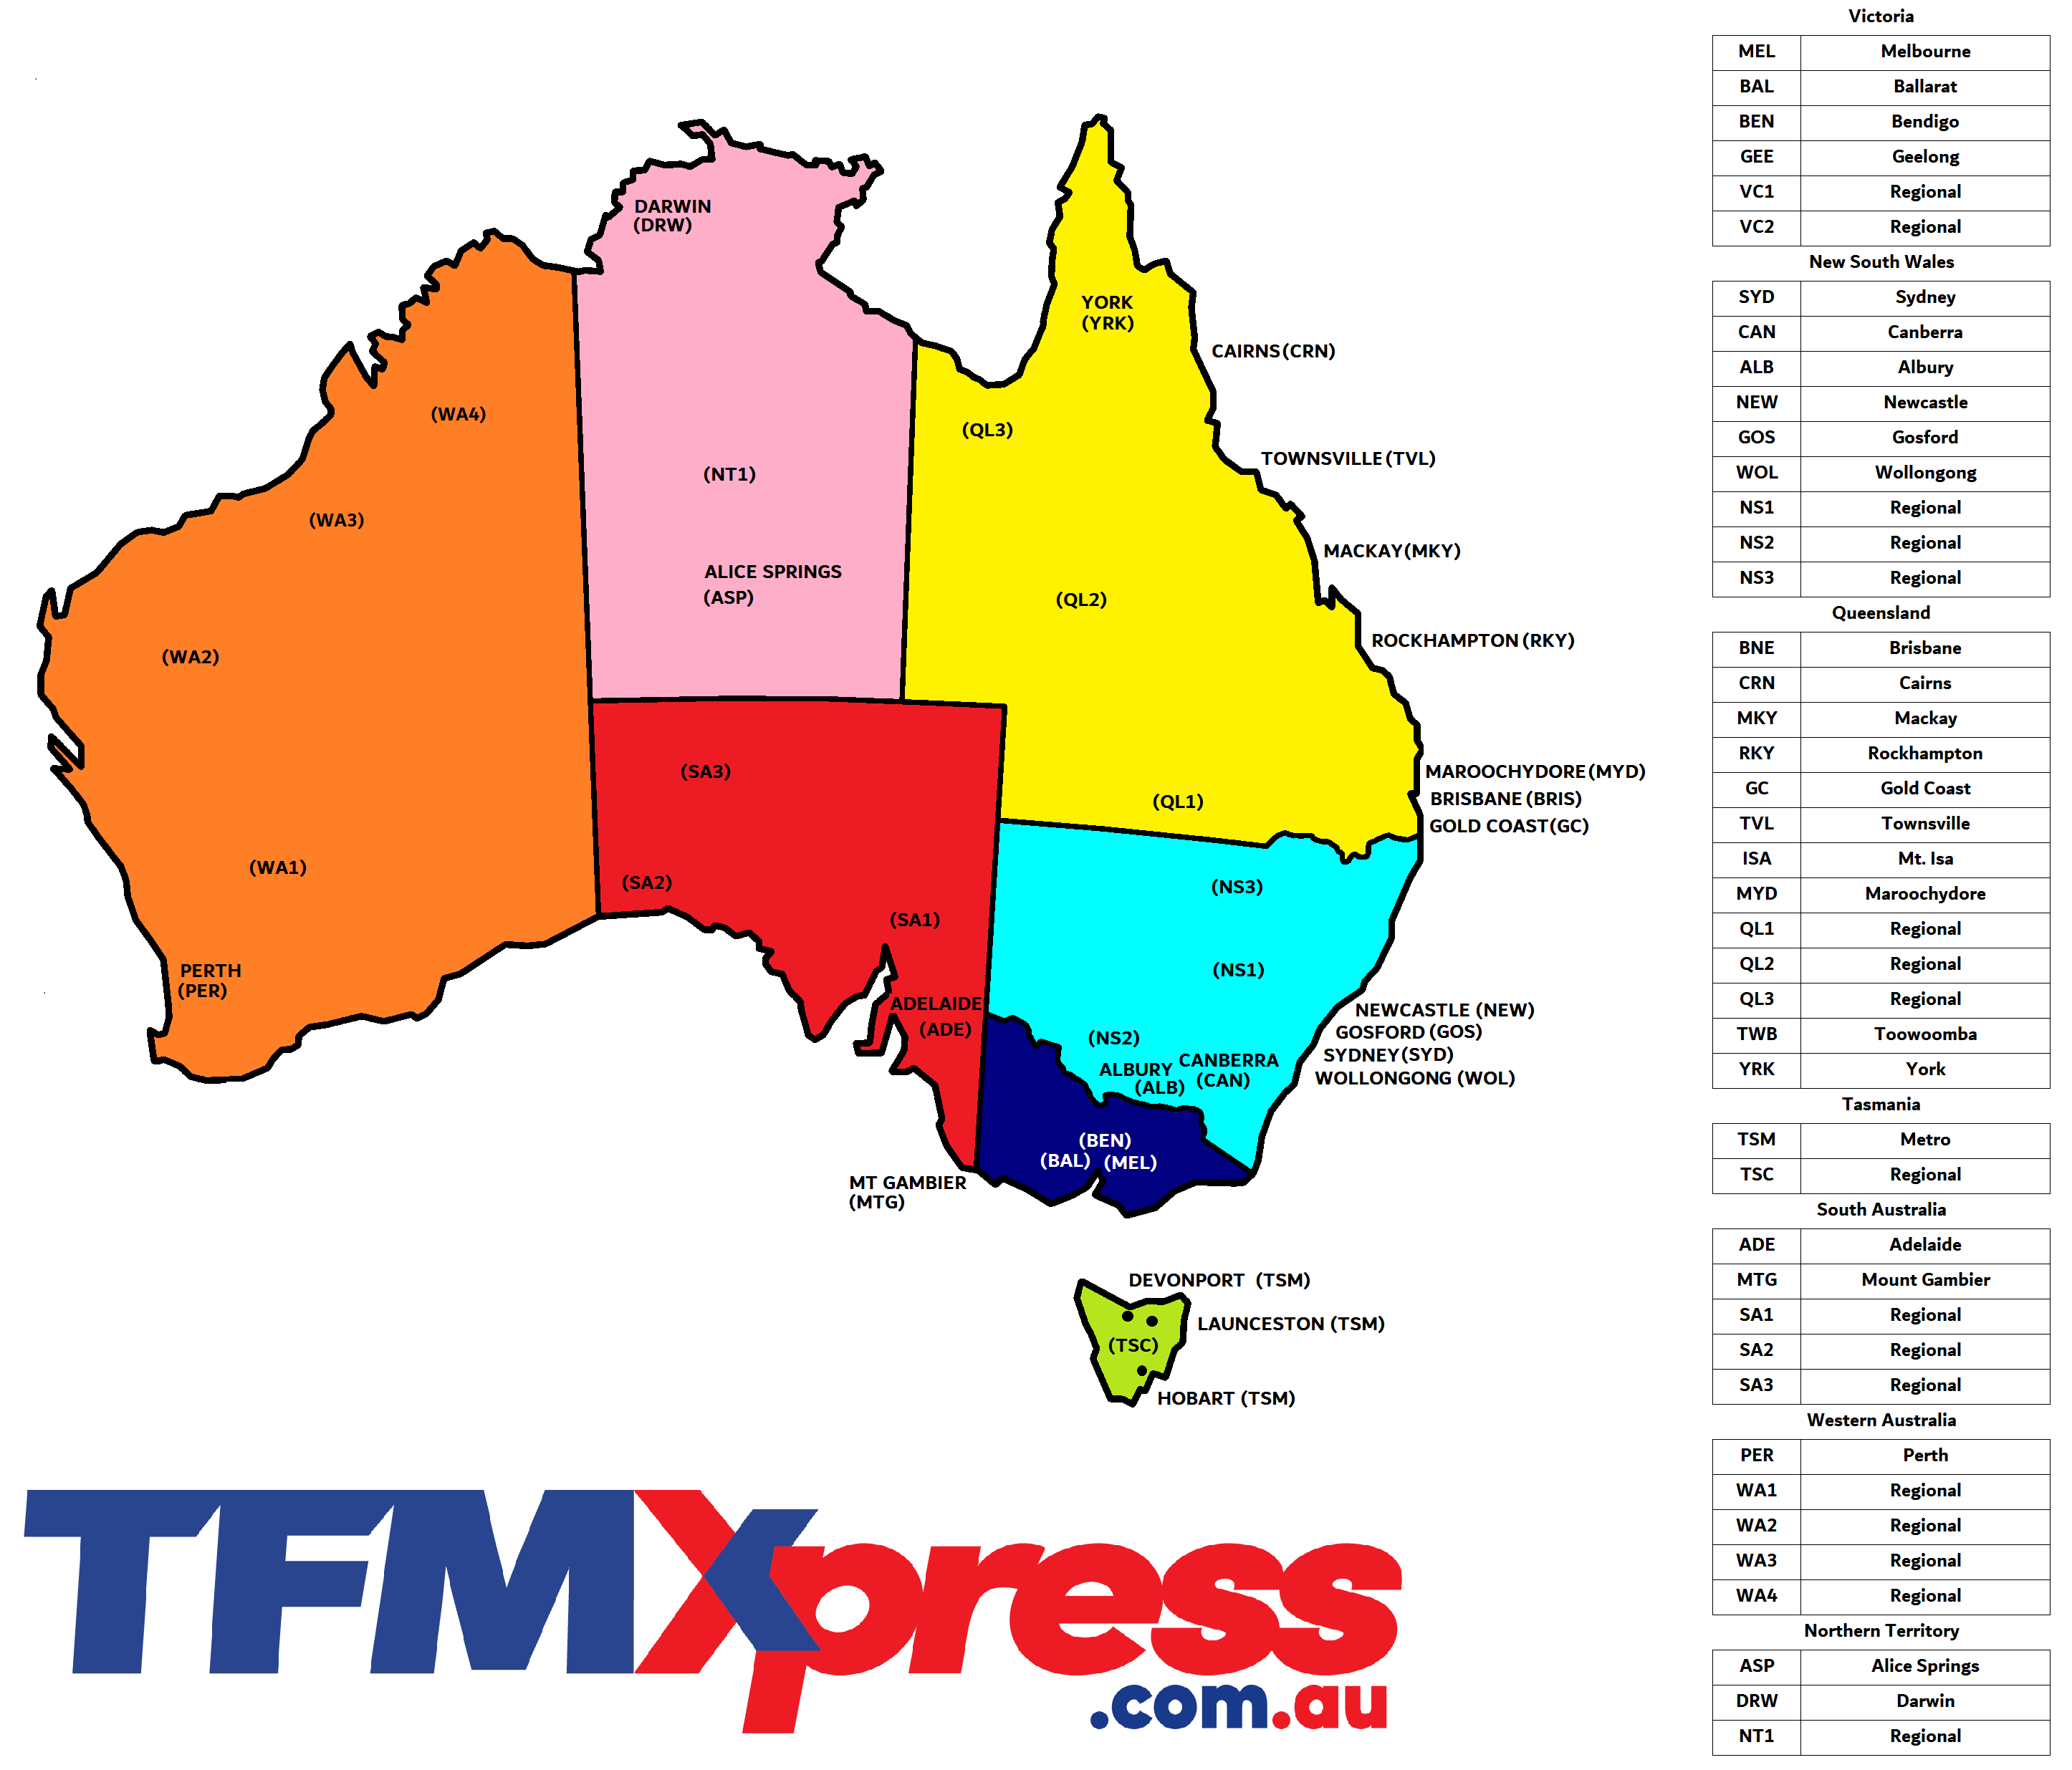 DARWIN
(DRW)
YORK
(YRK)
CAIRNS (CRN)
(WA4)
(QL3)
TOWNSVILLE (TVL)
(NT1)
(WA3)
MACKAY (MKY)
ALICE SPRINGS
(ASP)
(QL2)
ROCKHAMPTON (RKY)
(WA2)
(SA3)
MAROOCHYDORE (MYD)
(QL1)
BRISBANE (BRIS)
GOLD COAST (GC)
(WA1)
(SA2)
(NS3)
(SA1)
PERTH
(PER)
(NS1)
ADELAIDE
(ADE)
NEWCASTLE (NEW)
GOSFORD (GOS)
(NS2)
SYDNEY (SYD)
CANBERRA
(CAN)
ALBURY
(ALB)
WOLLONGONG (WOL)
(BEN)
(BAL) (MEL)
MT GAMBIER
(MTG)
DEVONPORT (TSM)
LAUNCESTON (TSM)
(TSC)
HOBART (TSM)
TFMXpress
.com.au
Victoria
MEL Melbourne
BAL Ballarat
BEN Bendigo
GEE Geelong
VC1 Regional
VC2 Regional
New South Wales
SYD Sydney
CAN Canberra
ALB Albury
NEW Newcastle
GOS Gosford
WOL Wollongong
NS1 Regional
NS2 Regional
NS3 Regional
Queensland
BNE Brisbane
CRN Cairns
MKY Mackay
RKY Rockhampton
GC Gold Coast
TVL Townsville
ISA Mt. Isa
MYD Maroochydore
QL1 Regional
QL2 Regional
QL3 Regional
TWB Toowoomba
YRK York
Tasmania
TSM Metro
TSC Regional
South Australia
ADE Adelaide
MTG Mount Gambier
SA1 Regional
SA2 Regional
SA3 Regional
Western Australia
PER Perth
WA1 Regional
WA2 Regional
WA3 Regional
WA4 Regional
Northern Territory
ASP Alice Springs
DRW Darwin
NT1 Regional